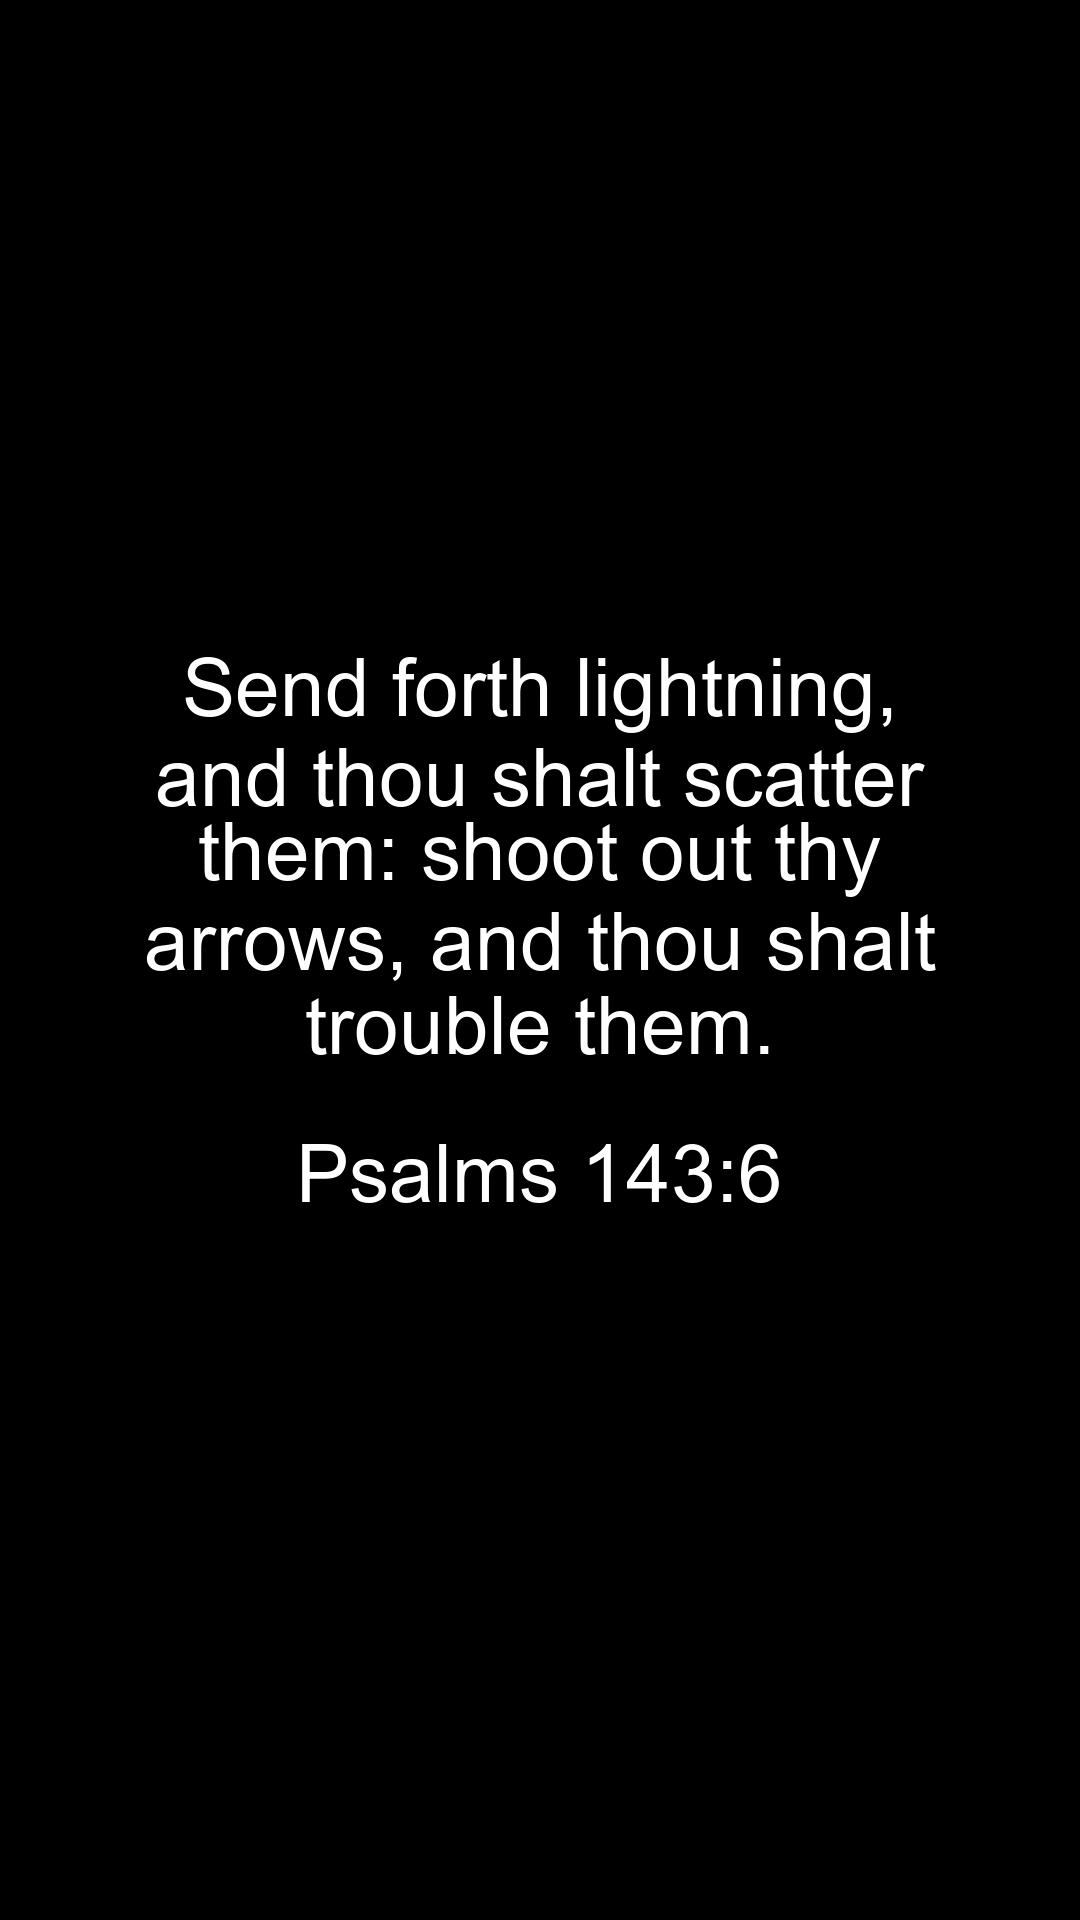 Send forth lightning,
and thou shalt scatter
them: shoot out thy
arrows, and thou shalt
trouble them.
Psalms 143:6